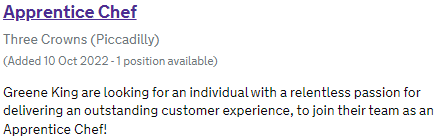 Apprentice Chef
Three Crowns (Piccadilly)
(Added 10 Oct 2022 - 1 position available)
Greene King are looking for an individual with a relentless passion for
delivering an outstanding customer experience, to join their team as an
Apprentice Chef!